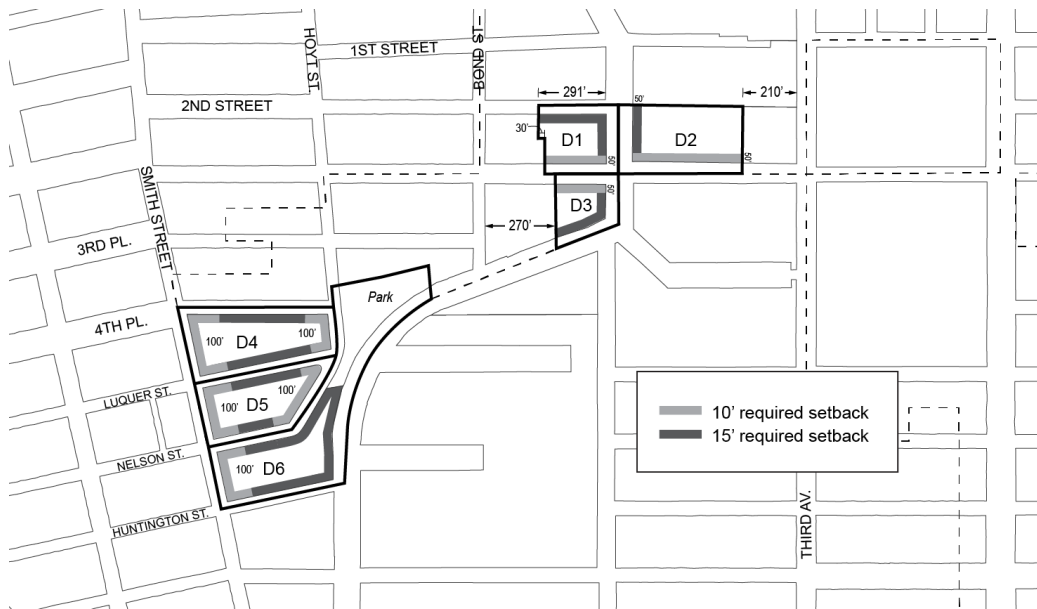 HOYT ST.
1ST STREET
BOND ST.
2ND STREET
291'
50'
210'
30'
D1
D2
50'
50'
SMITH STREET
50'
D3
270'
3RD PL.
Park
4TH PL.
100'
D4
100'
LUQUER ST.
100'
D5
100'
10' required setback
15' required setback
NELSON ST.
100'
D6
HUNTINGTON ST.
THIRD AV.